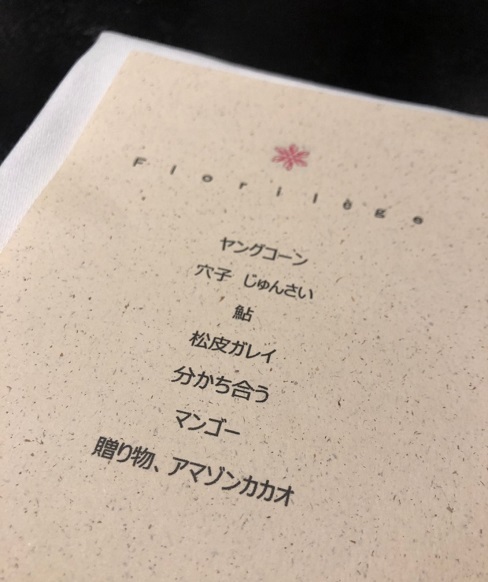 Florilège
ヤングコーン
穴子 じゅんさい
鮎
松皮ガレイ
分かち合う
マンゴー
贈り物、アマゾンカカオ